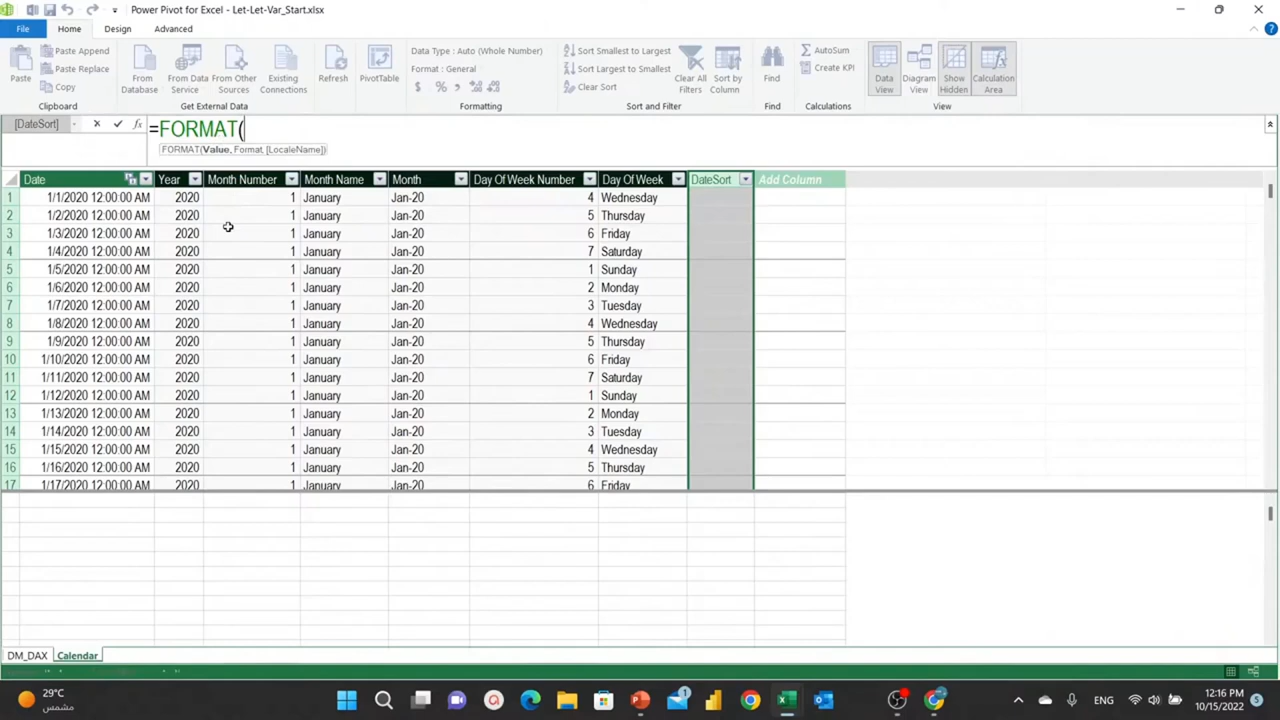 Power Pivot for Excel - Let-Let-Var_Start.xlsx
File Home Design Advanced
Paste
Paste Append
Paste Replace
Copy
Clipboard
From Database
From Data Service
From Other Sources
Existing Connections
Get External Data
Refresh
PivotTable
Data Type : Auto (Whole Number)
Format : General
$ % ,
Formatting
Sort Smallest to Largest
Sort Largest to Smallest
Clear Sort
Clear All Filters
Sort by Column
Sort and Filter
Find
Find
AutoSum
Create KPI
Calculations
Data View
Diagram View
Show Hidden
Calculation Area
View
[DateSort] fx =FORMAT(
FORMAT(Value, Format, [LocaleName])
Date Year Month Number Month Name Month Day Of Week Number Day Of Week DateSort Add Column
1 1/1/2020 12:00:00 AM 2020 1 January Jan-20 4 Wednesday
2 1/2/2020 12:00:00 AM 2020 1 January Jan-20 5 Thursday
3 1/3/2020 12:00:00 AM 2020 1 January Jan-20 6 Friday
4 1/4/2020 12:00:00 AM 2020 1 January Jan-20 7 Saturday
5 1/5/2020 12:00:00 AM 2020 1 January Jan-20 1 Sunday
6 1/6/2020 12:00:00 AM 2020 1 January Jan-20 2 Monday
7 1/7/2020 12:00:00 AM 2020 1 January Jan-20 3 Tuesday
8 1/8/2020 12:00:00 AM 2020 1 January Jan-20 4 Wednesday
9 1/9/2020 12:00:00 AM 2020 1 January Jan-20 5 Thursday
10 1/10/2020 12:00:00 AM 2020 1 January Jan-20 6 Friday
11 1/11/2020 12:00:00 AM 2020 1 January Jan-20 7 Saturday
12 1/12/2020 12:00:00 AM 2020 1 January Jan-20 1 Sunday
13 1/13/2020 12:00:00 AM 2020 1 January Jan-20 2 Monday
14 1/14/2020 12:00:00 AM 2020 1 January Jan-20 3 Tuesday
15 1/15/2020 12:00:00 AM 2020 1 January Jan-20 4 Wednesday
16 1/16/2020 12:00:00 AM 2020 1 January Jan-20 5 Thursday
17 1/17/2020 12:00:00 AM 2020 1 January Jan-20 6 Friday
DM_DAX Calendar
29°C
مشمس
ENG
12:16 PM
10/15/2022